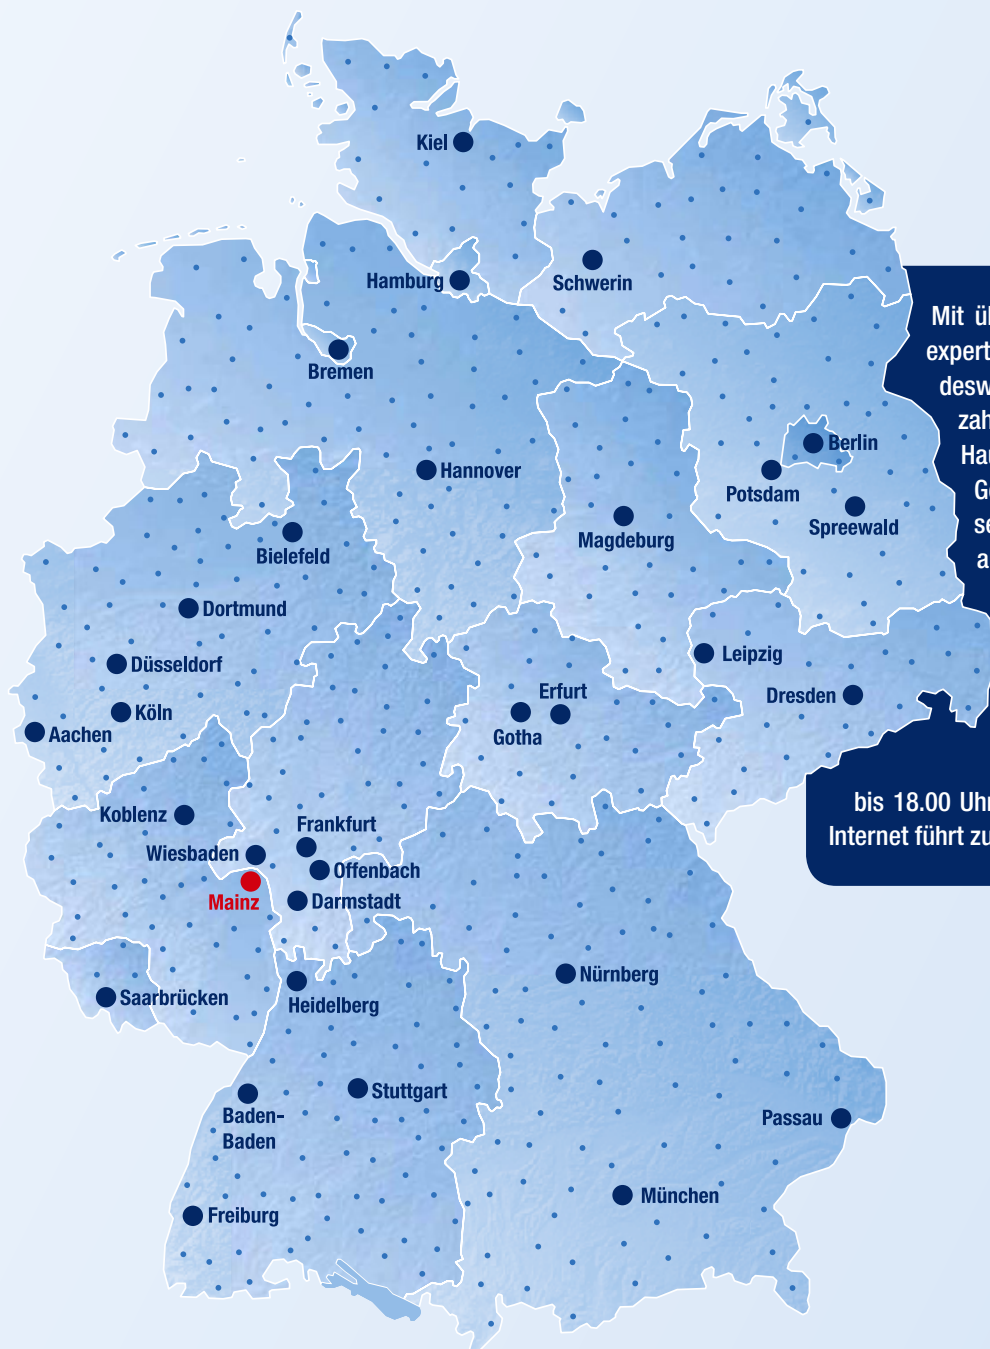 Kiel
Hamburg
Schwerin
Bremen
Hannover
Berlin
Potsdam
Spreewald
Magdeburg
Bielefeld
Dortmund
Düsseldorf
Köln
Aachen
Leipzig
Dresden
Erfurt
Gotha
Koblenz
Frankfurt
Wiesbaden
Offenbach
Mainz
Darmstadt
Nürnberg
Saarbrücken
Heidelberg
Stuttgart
Baden-
Baden
Passau
München
Freiburg
Mit
bis 18.00 Uhr
Internet führt zu